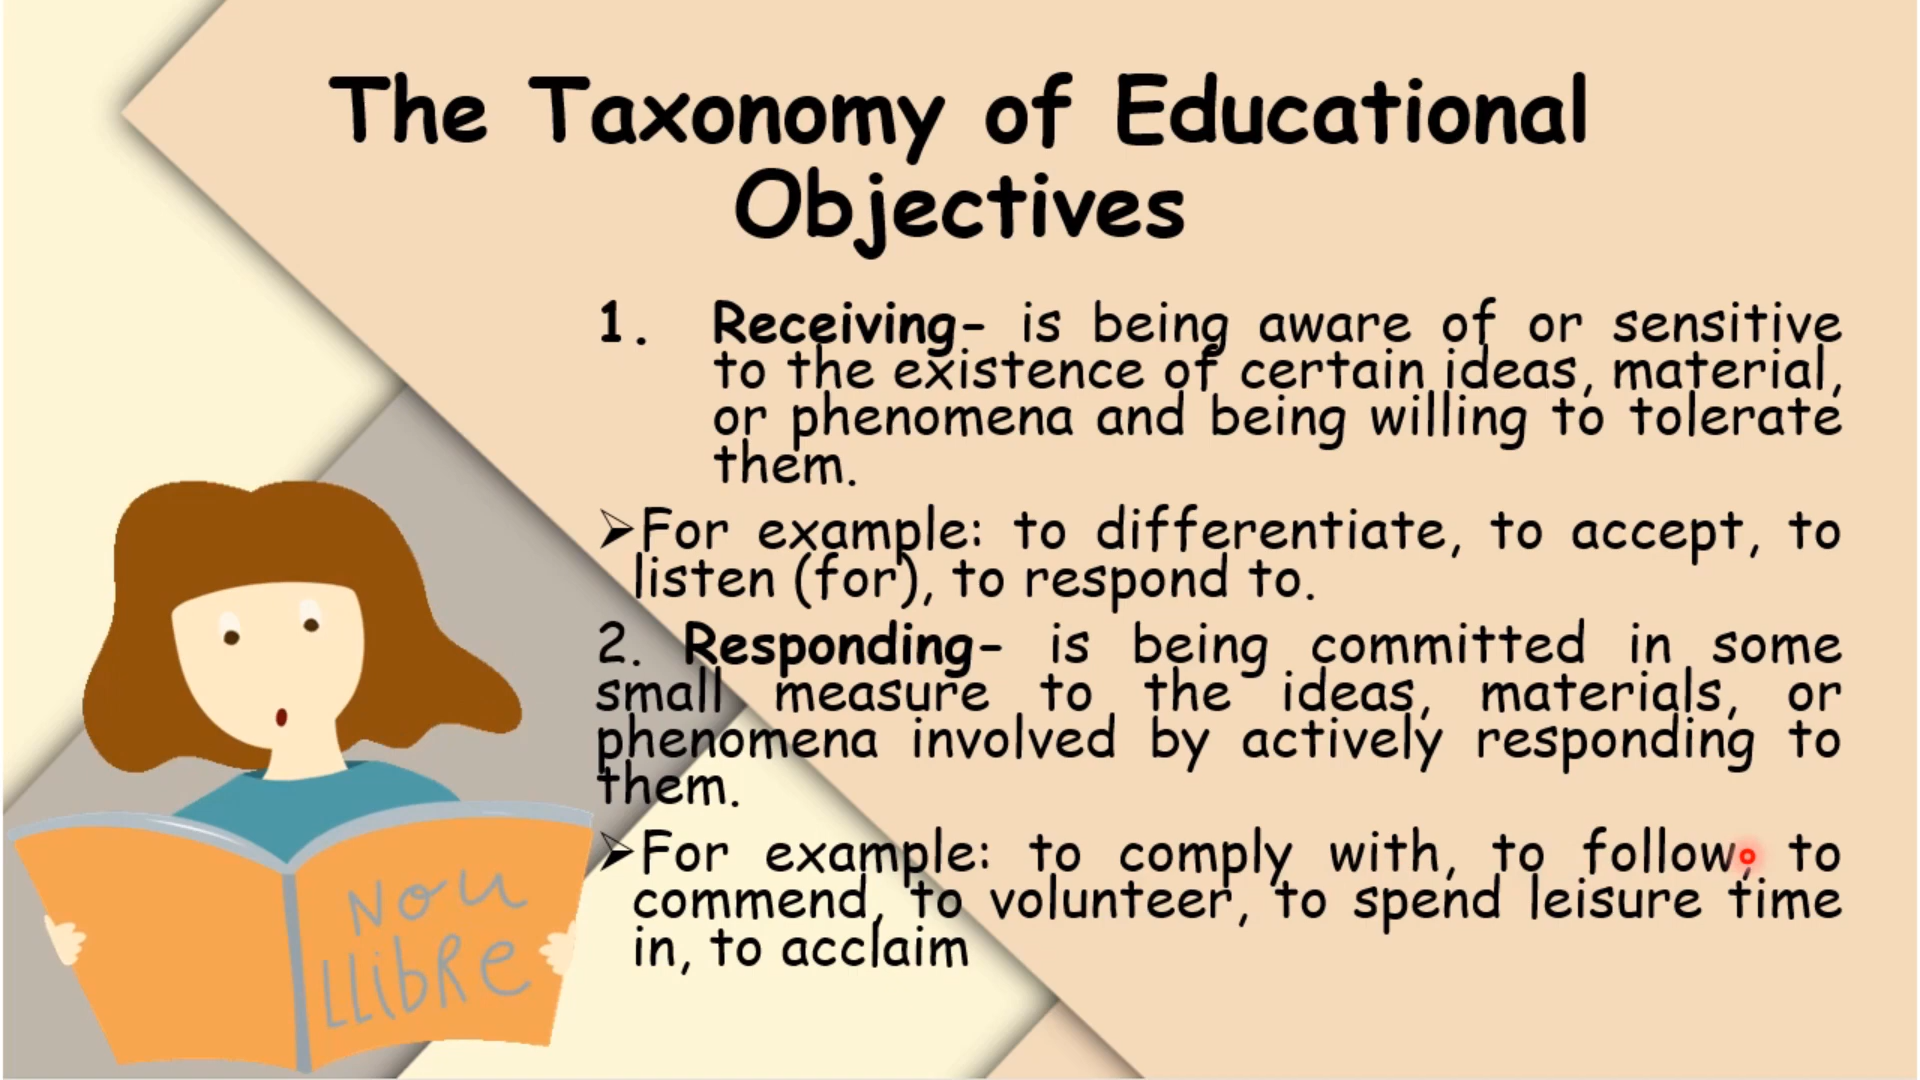 The Taxonomy of Educational
Objectives
1. Receiving- is being aware of or sensitive
to the existence of certain ideas, material,
or phenomena and being willing to tolerate
them.
➢For example: to differentiate, to accept, to
listen (for), to respond to.
2. Responding- is being committed in some
small measure to the ideas, materials, or
phenomena involved by actively responding to
them.
➢For example: to comply with, to follow, to
commend, to volunteer, to spend leisure time
in, to acclaim
NOU
LLIBRE